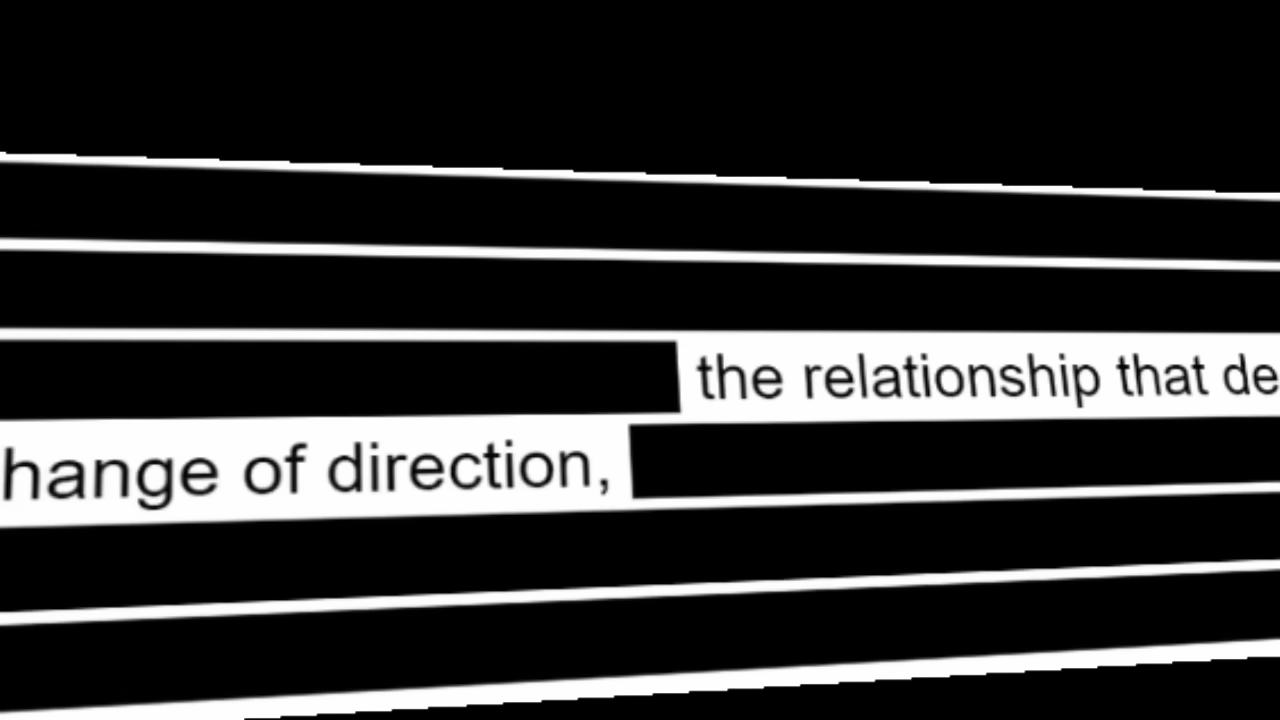 the relationship that de
hange of direction,